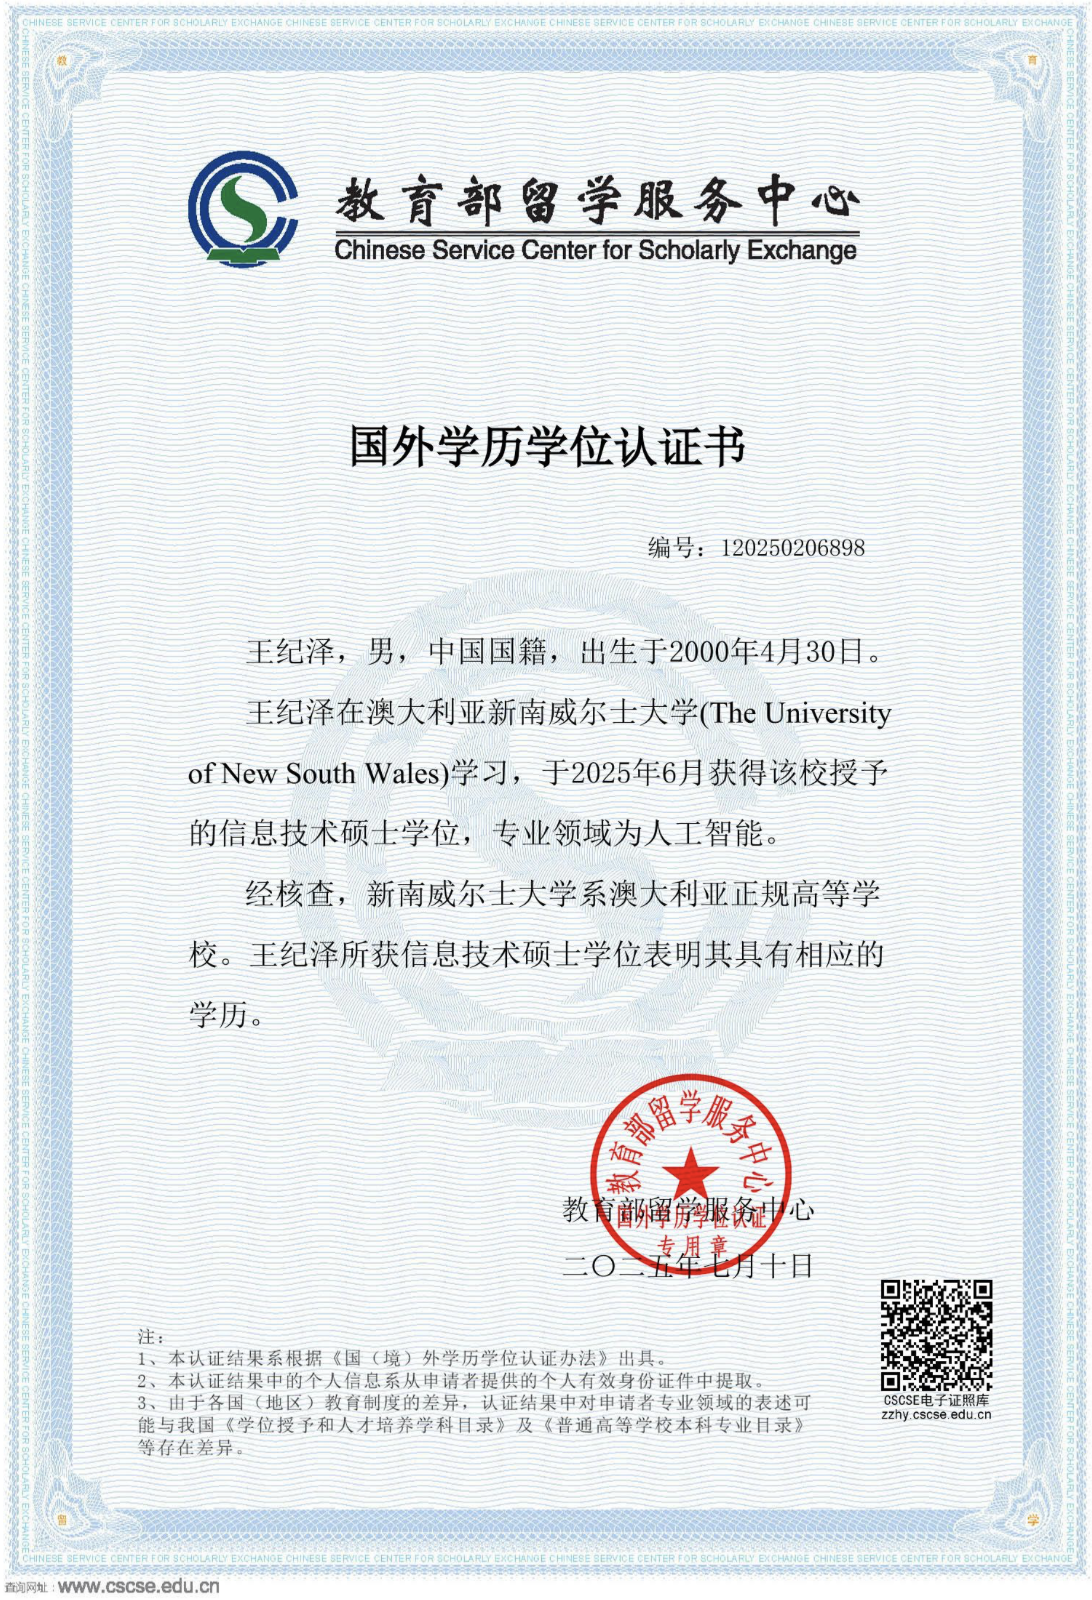 CHINESE SERVICE CENTER FOR SCHOLARLY EXCHANGE CHINESE SERVICE CENTER FOR SCHOLARLY EXCHANGE CHINESE SERVICE CENTER FOR SCHOLARLY EXCHANGE CHINESE SERVICE CENTER FOR SCHOLARLY EXCHANGE
教 育
教育部留学服务中心
Chinese Service Center for Scholarly Exchange
国外学历学位认证书
编号：120250206898
王纪泽，男，中国国籍，出生于2000年4月30日。
王纪泽在澳大利亚新南威尔士大学(The University
of New South Wales)学习，于2025年6月获得该校授予
的信息技术硕士学位，专业领域为人工智能。
经核查，新南威尔士大学系澳大利亚正规高等学
校。王纪泽所获信息技术硕士学位表明其具有相应的
学历。
教育部留学服务中心
国外学历学位认证
专用章
教育部留学服务中心
二〇二五年七月十日
CSCSE电子证照库
zzhy.cscse.edu.cn
注：
1、本认证结果系根据《国（境）外学历学位认证办法》出具。
2、本认证结果中的个人信息系从申请者提供的个人有效身份证件中提取。
3、由于各国（地区）教育制度的差异，认证结果中对申请者专业领域的表述可
能与我国《学位授予和人才培养学科目录》及《普通高等学校本科专业目录》
等存在差异。
留 学
CHINESE SERVICE CENTER FOR SCHOLARLY EXCHANGE CHINESE SERVICE CENTER FOR SCHOLARLY EXCHANGE CHINESE SERVICE CENTER FOR SCHOLARLY EXCHANGE CHINESE SERVICE CENTER FOR SCHOLARLY EXCHANGE
查询网址：www.cscse.edu.cn